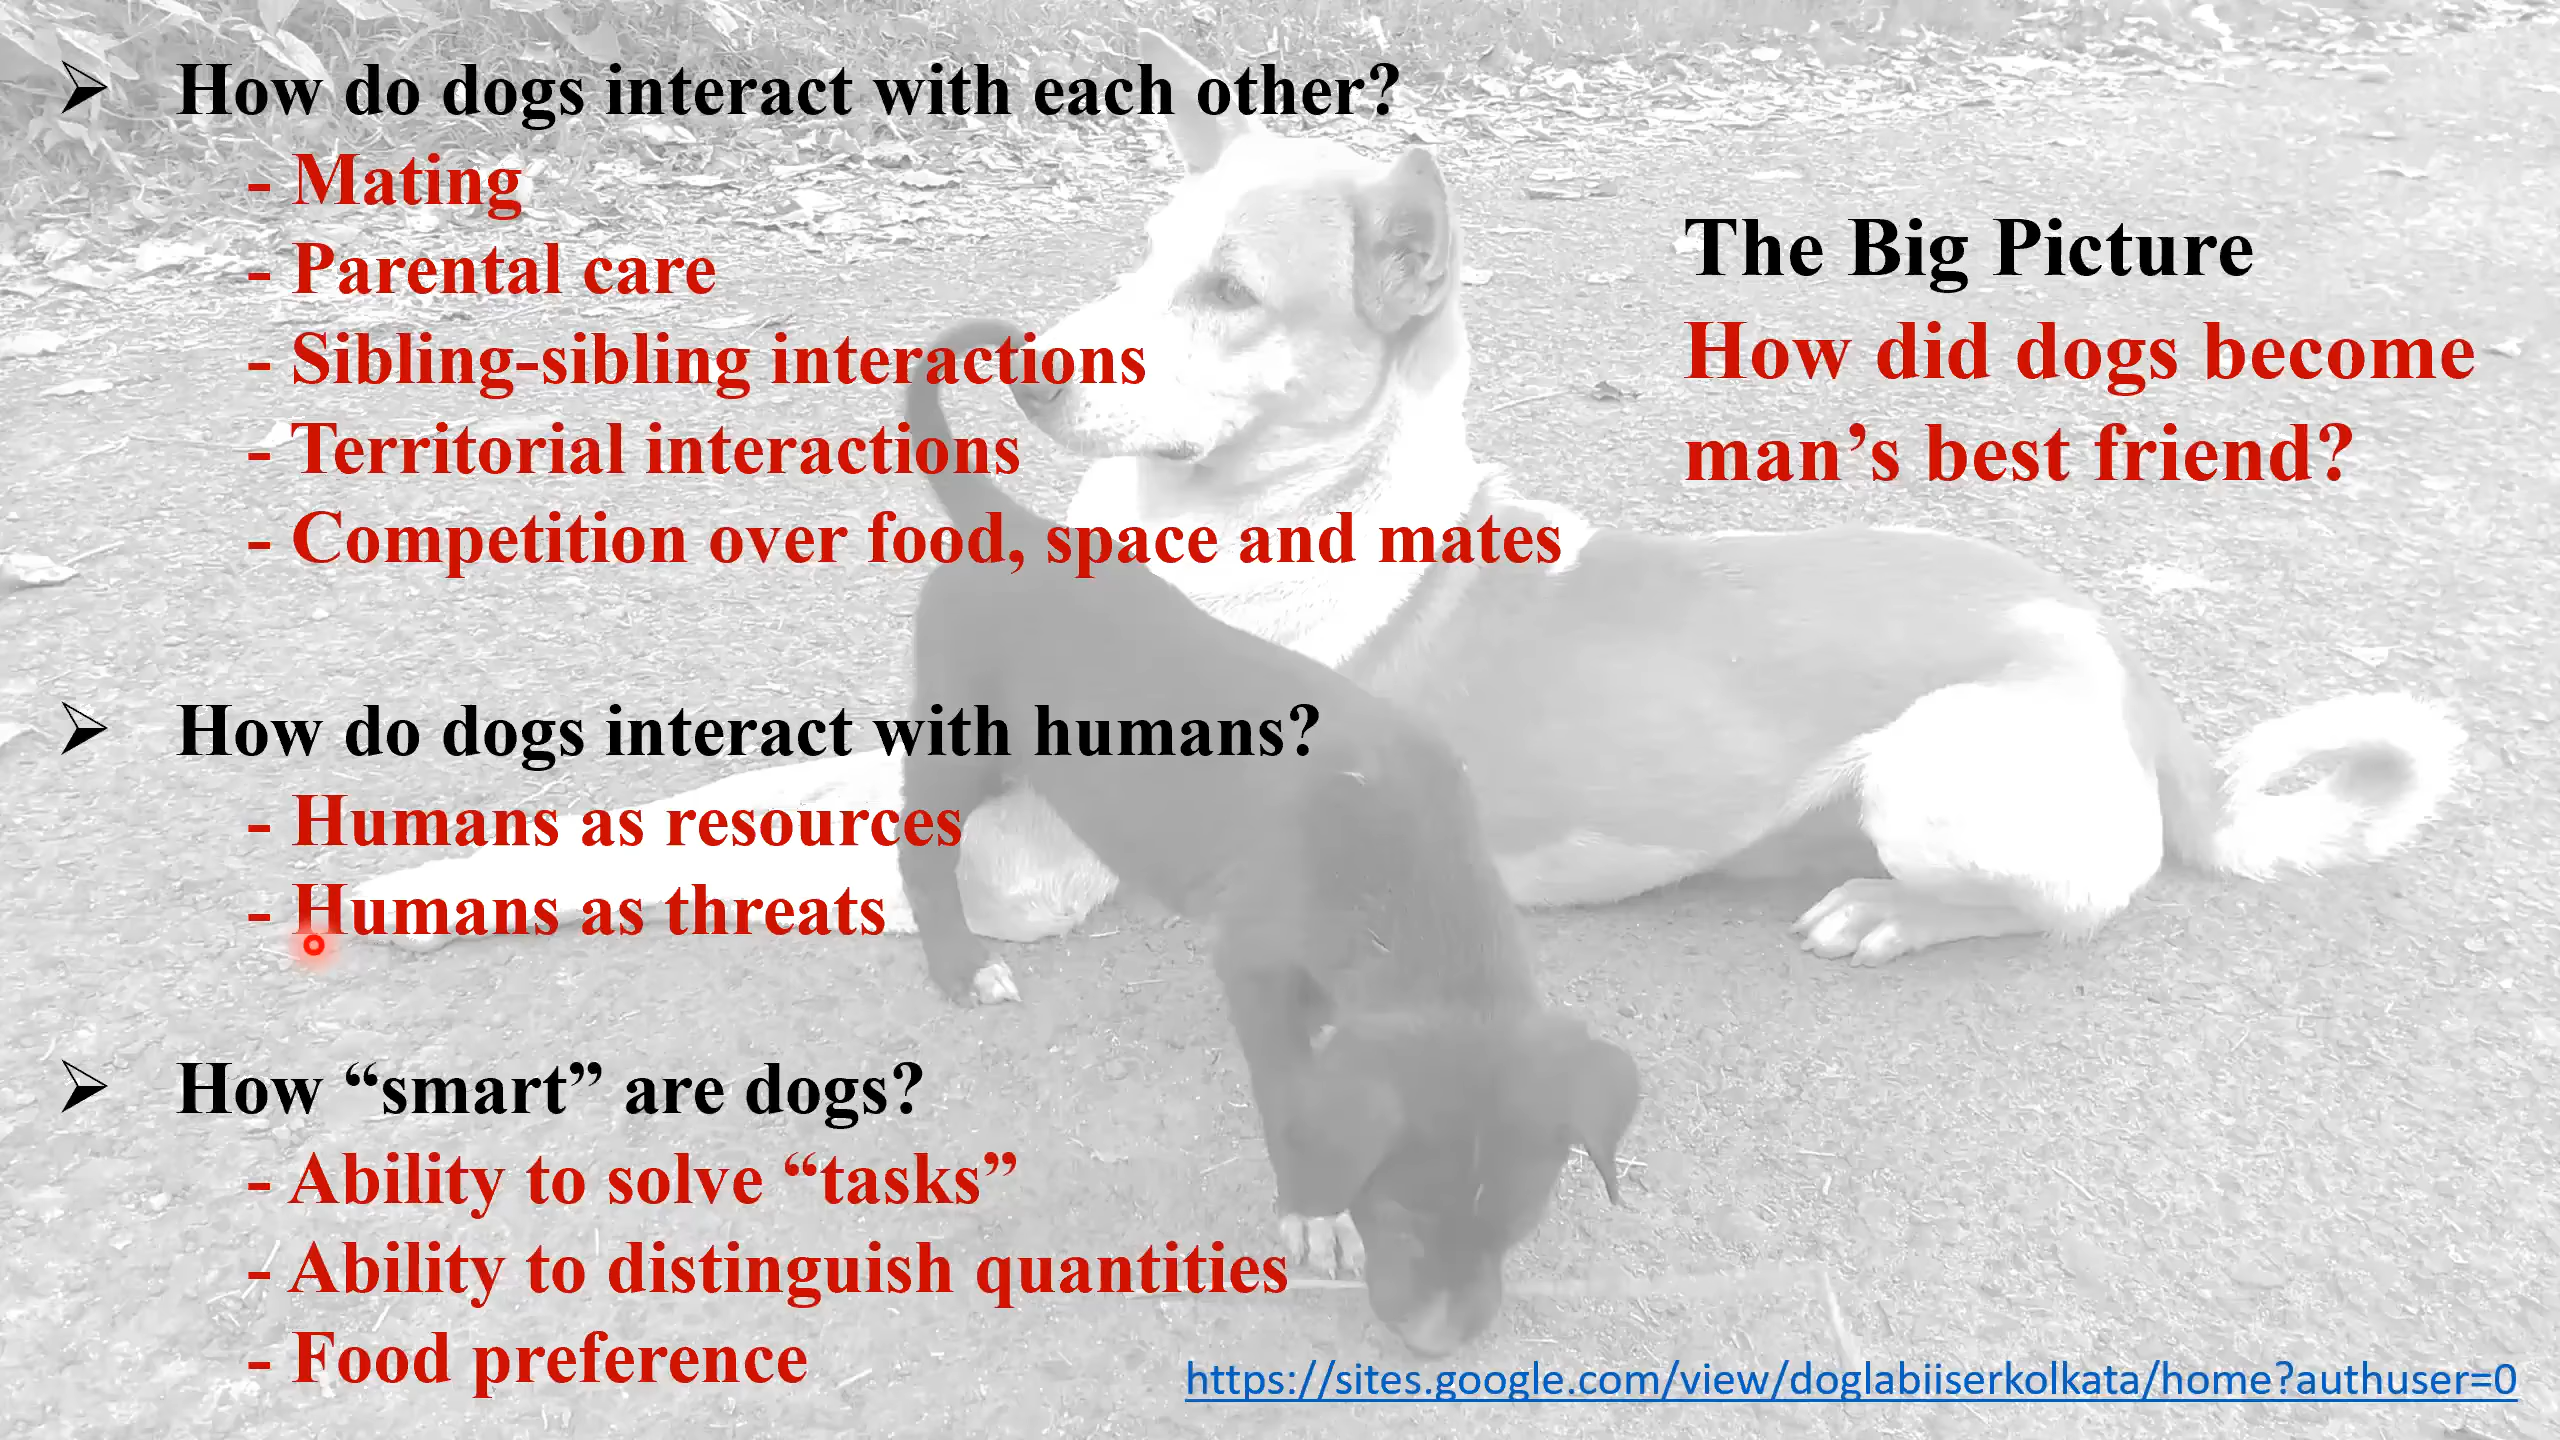 ➢ How do dogs interact with each other?
- Mating
- Parental care
- Sibling-sibling interactions
- Territorial interactions
- Competition over food, space and mates
➢ How do dogs interact with humans?
- Humans as resources
- Humans as threats
➢ How “smart” are dogs?
- Ability to solve “tasks”
- Ability to distinguish quantities
- Food preference
The Big Picture
How did dogs become
man’s best friend?
https://sites.google.com/view/doglabiiserkolkata/home?authuser=0